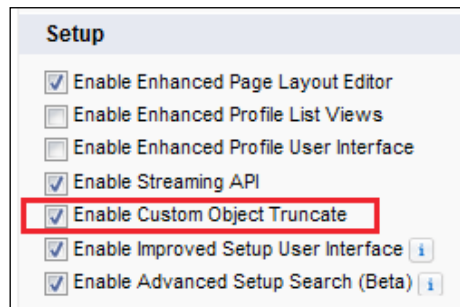 Setup
Enable Enhanced Page Layout Editor
Enable Enhanced Profile List Views
Enable Enhanced Profile User Interface
Enable Streaming API
Enable Custom Object Truncate
Enable Improved Setup User Interface i
Enable Advanced Setup Search (Beta) i